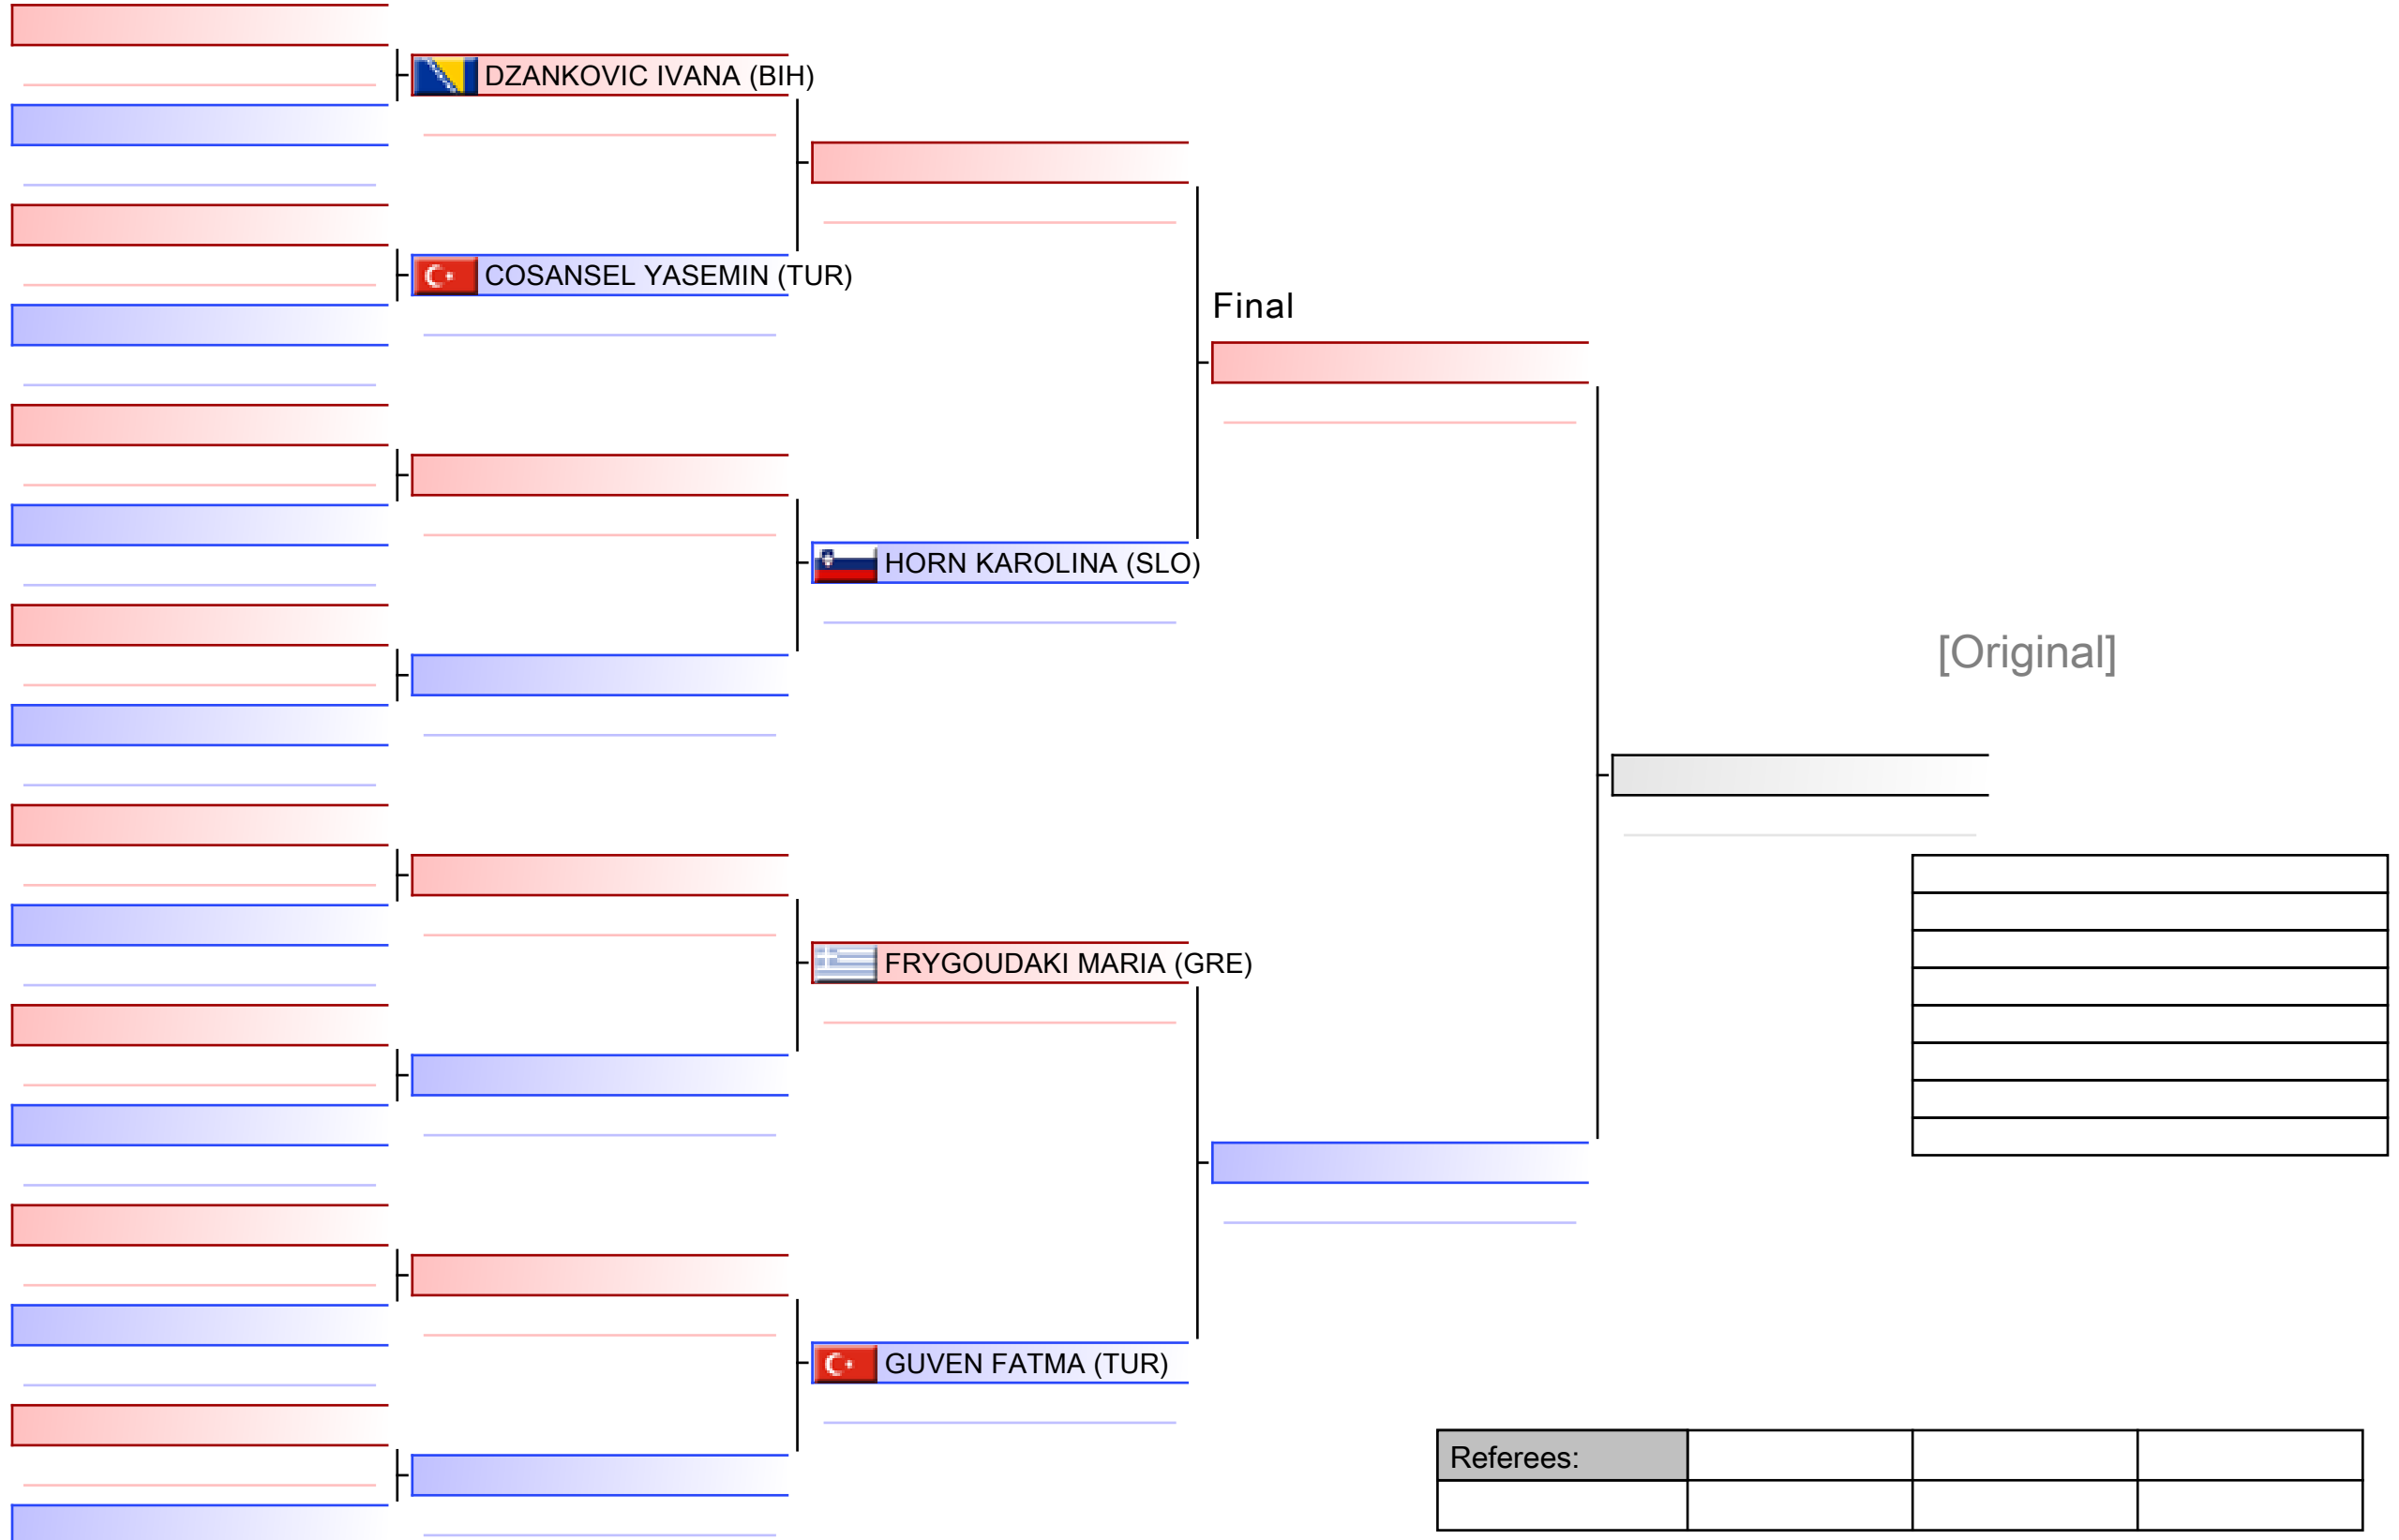 DZANKOVIC IVANA (BIH)
COSANSEL YASEMIN (TUR)
Final
HORN KAROLINA (SLO)
[Original]
FRYGOUDAKI MARIA (GRE)
GUVEN FATMA (TUR)
Referees: